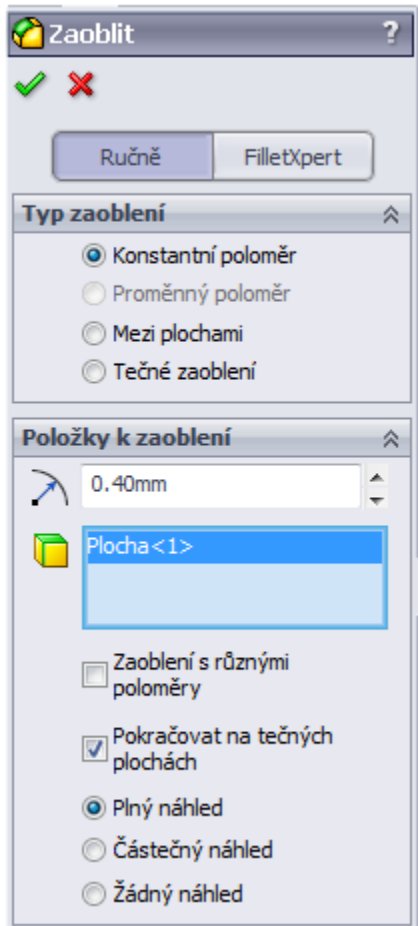 Zaoblit ?
Ručně FilletXpert
Typ zaoblení
Konstantní poloměr
Proměnný poloměr
Mezi plochami
Tečné zaoblení
Položky k zaoblení
0.40mm
Plocha<1>
Zaoblení s různými
poloměry
Pokračovat na tečných
plochách
Plný náhled
Částečný náhled
Žádný náhled